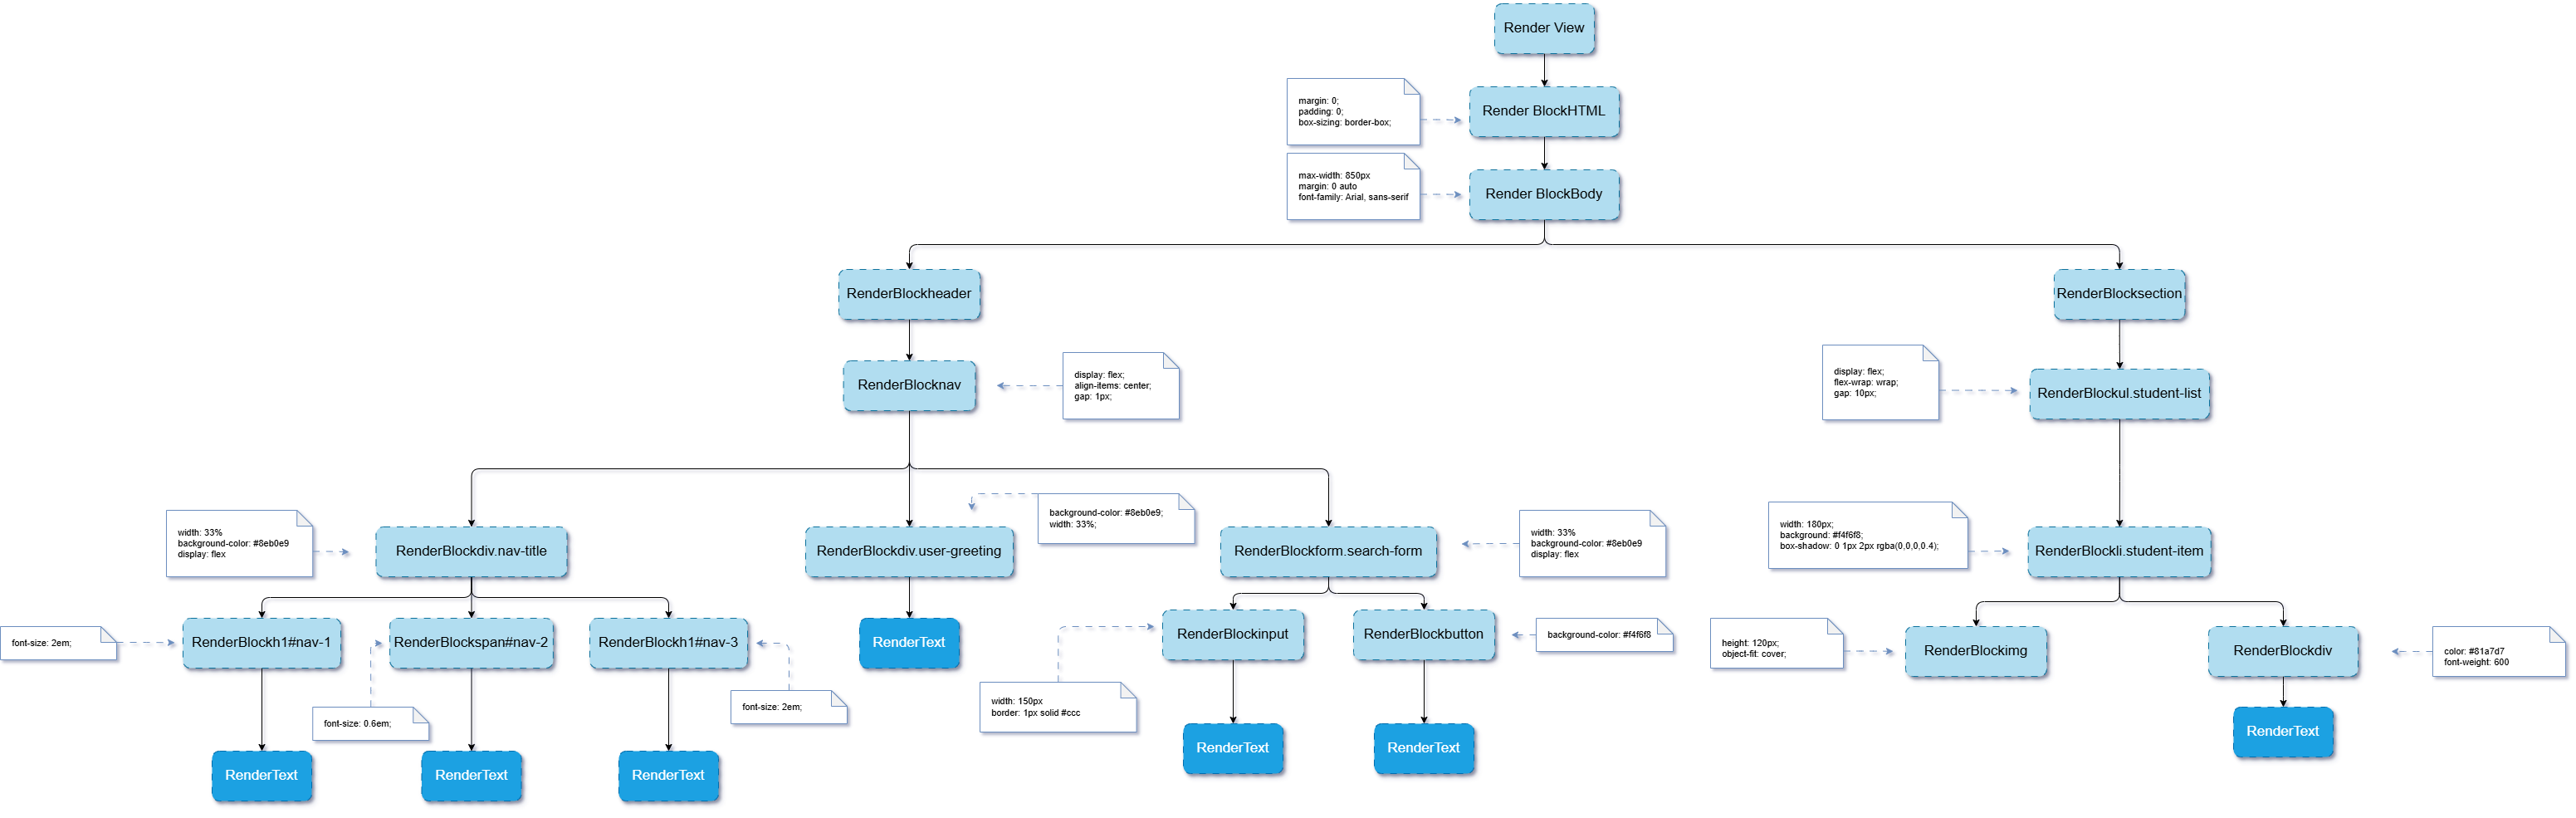 Render View
margin: 0;
padding: 0;
box-sizing: border-box;
Render BlockHTML
max-width: 850px
margin: 0 auto
font-family: Arial, sans-serif
Render BlockBody
RenderBlockheader
RenderBlocksection
RenderBlocknav
display: flex;
align-items: center;
gap: 1px;
display: flex;
flex-wrap: wrap;
gap: 10px;
RenderBlockul.student-list
width: 33%
background-color: #8eb0e9
display: flex
RenderBlockdiv.nav-title
RenderBlockdiv.user-greeting
background-color: #8eb0e9;
width: 33%;
RenderBlockform.search-form
width: 33%
background-color: #8eb0e9
display: flex
width: 180px;
background: #f4f6f8;
box-shadow: 0 1px 2px rgba(0,0,0,0.4);
RenderBlockli.student-item
font-size: 2em;
RenderBlockh1#nav-1
RenderBlockspan#nav-2
RenderBlockh1#nav-3
RenderText
RenderBlockinput
RenderBlockbutton
background-color: #f4f6f8
height: 120px;
object-fit: cover;
RenderBlockimg
RenderBlockdiv
color: #81a7d7
font-weight: 600
font-size: 0.6em;
font-size: 2em;
width: 150px
border: 1px solid #ccc
RenderText
RenderText
RenderText
RenderText
RenderText
RenderText